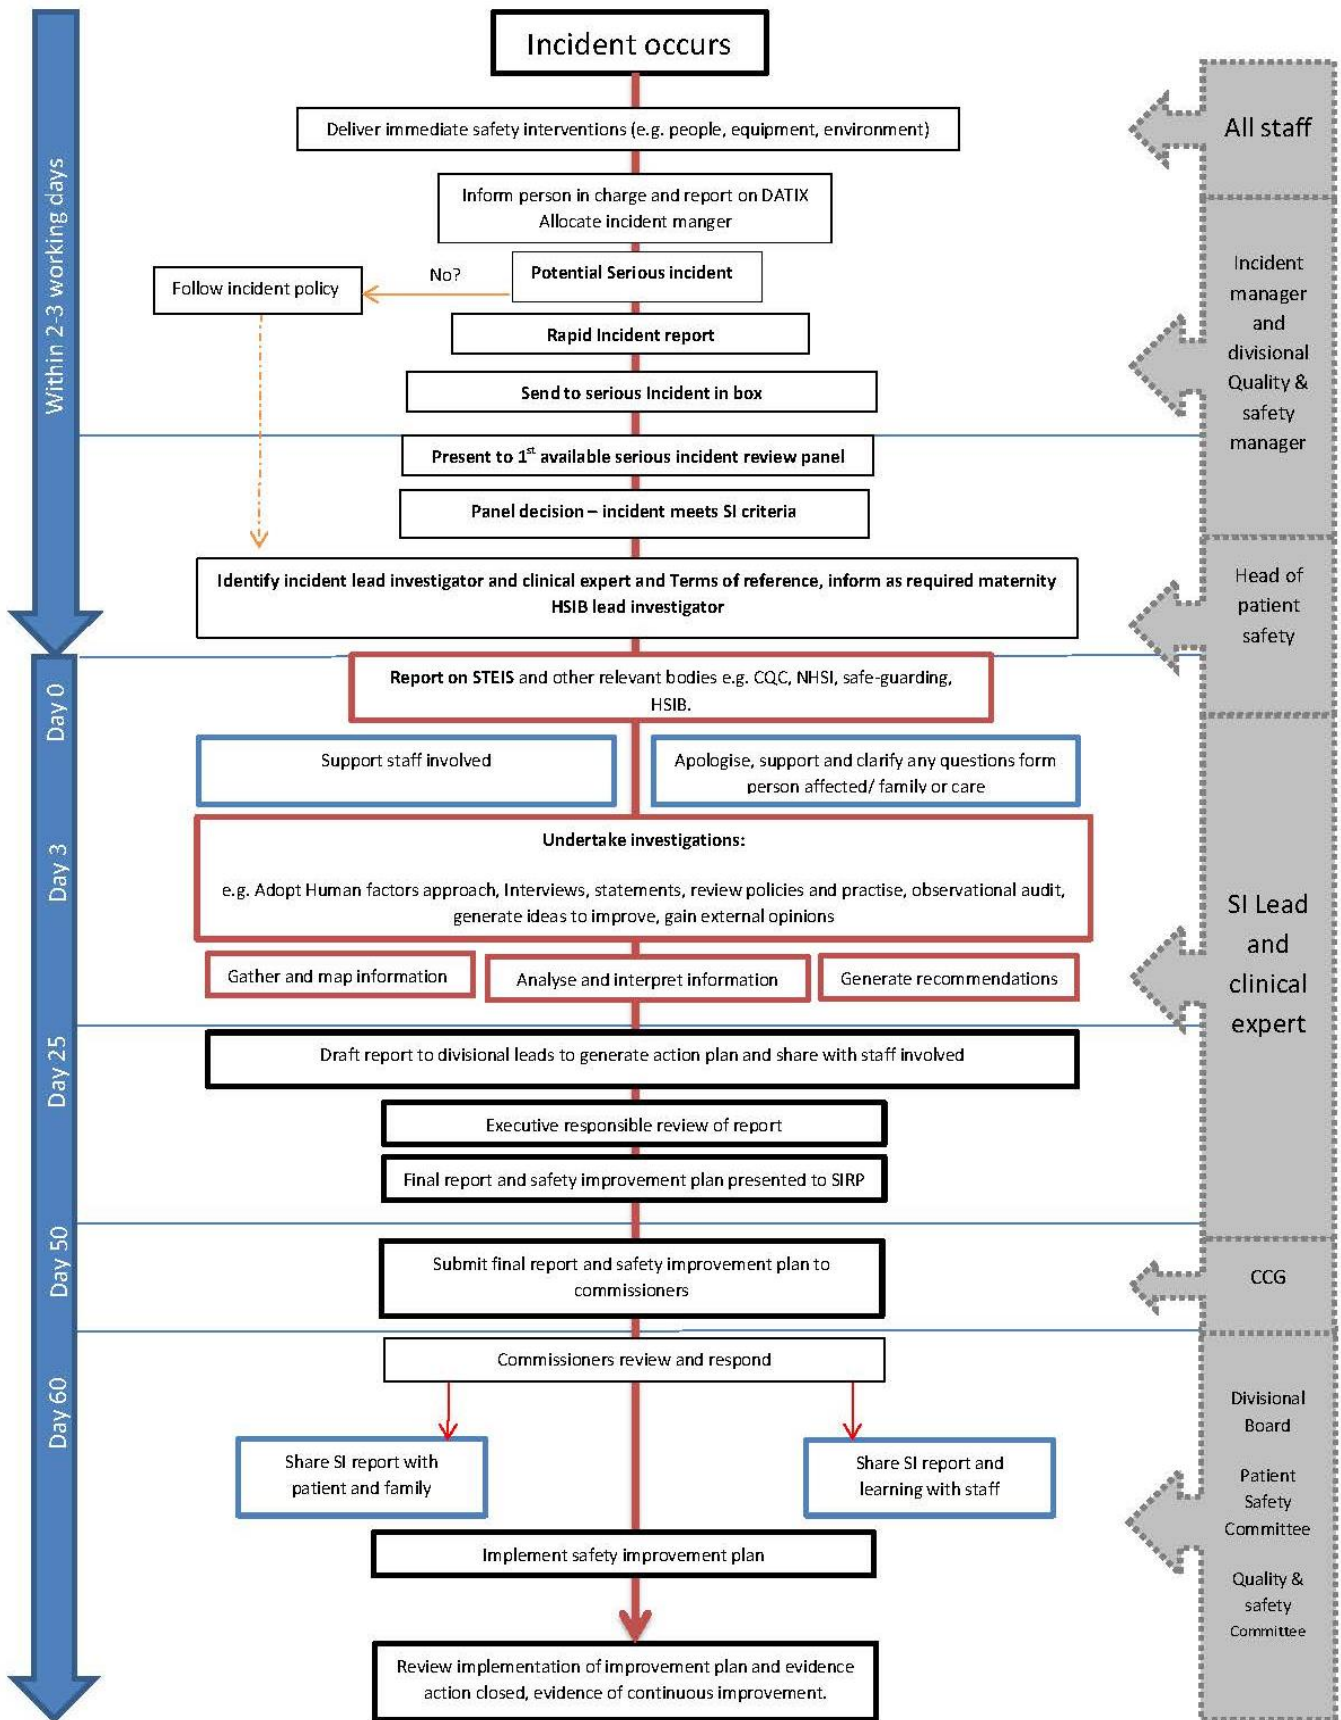 Incident occurs
Deliver immediate safety interventions (e.g. people, equipment, environment)
Inform person in charge and report on DATIX
Allocate incident manger
Potential Serious incident
No?
Follow incident policy
Rapid Incident report
Send to serious Incident in box
Present to 1st available serious incident review panel
Panel decision – incident meets SI criteria
Identify incident lead investigator and clinical expert and Terms of reference, inform as required maternity
HSIB lead investigator
Report on STEIS and other relevant bodies e.g. CQC, NHSI, safe-guarding,
HSIB.
Support staff involved
Apologise, support and clarify any questions form
person affected/ family or care
Undertake investigations:
e.g. Adopt Human factors approach, Interviews, statements, review policies and practise, observational audit,
generate ideas to improve, gain external opinions
Gather and map information
Analyse and interpret information
Generate recommendations
Draft report to divisional leads to generate action plan and share with staff involved
Executive responsible review of report
Final report and safety improvement plan presented to SIRP
Submit final report and safety improvement plan to
commissioners
Commissioners review and respond
Share SI report with
patient and family
Share SI report and
learning with staff
Implement safety improvement plan
Review implementation of improvement plan and evidence
action closed, evidence of continuous improvement.
Within 2-3 working days
Day 0
Day 3
Day 25
Day 50
Day 60
All staff
Incident
manager
and
divisional
Quality &
safety
manager
Head of
patient
safety
SI Lead
and
clinical
expert
CCG
Divisional
Board
Patient
Safety
Committee
Quality &
safety
Committee